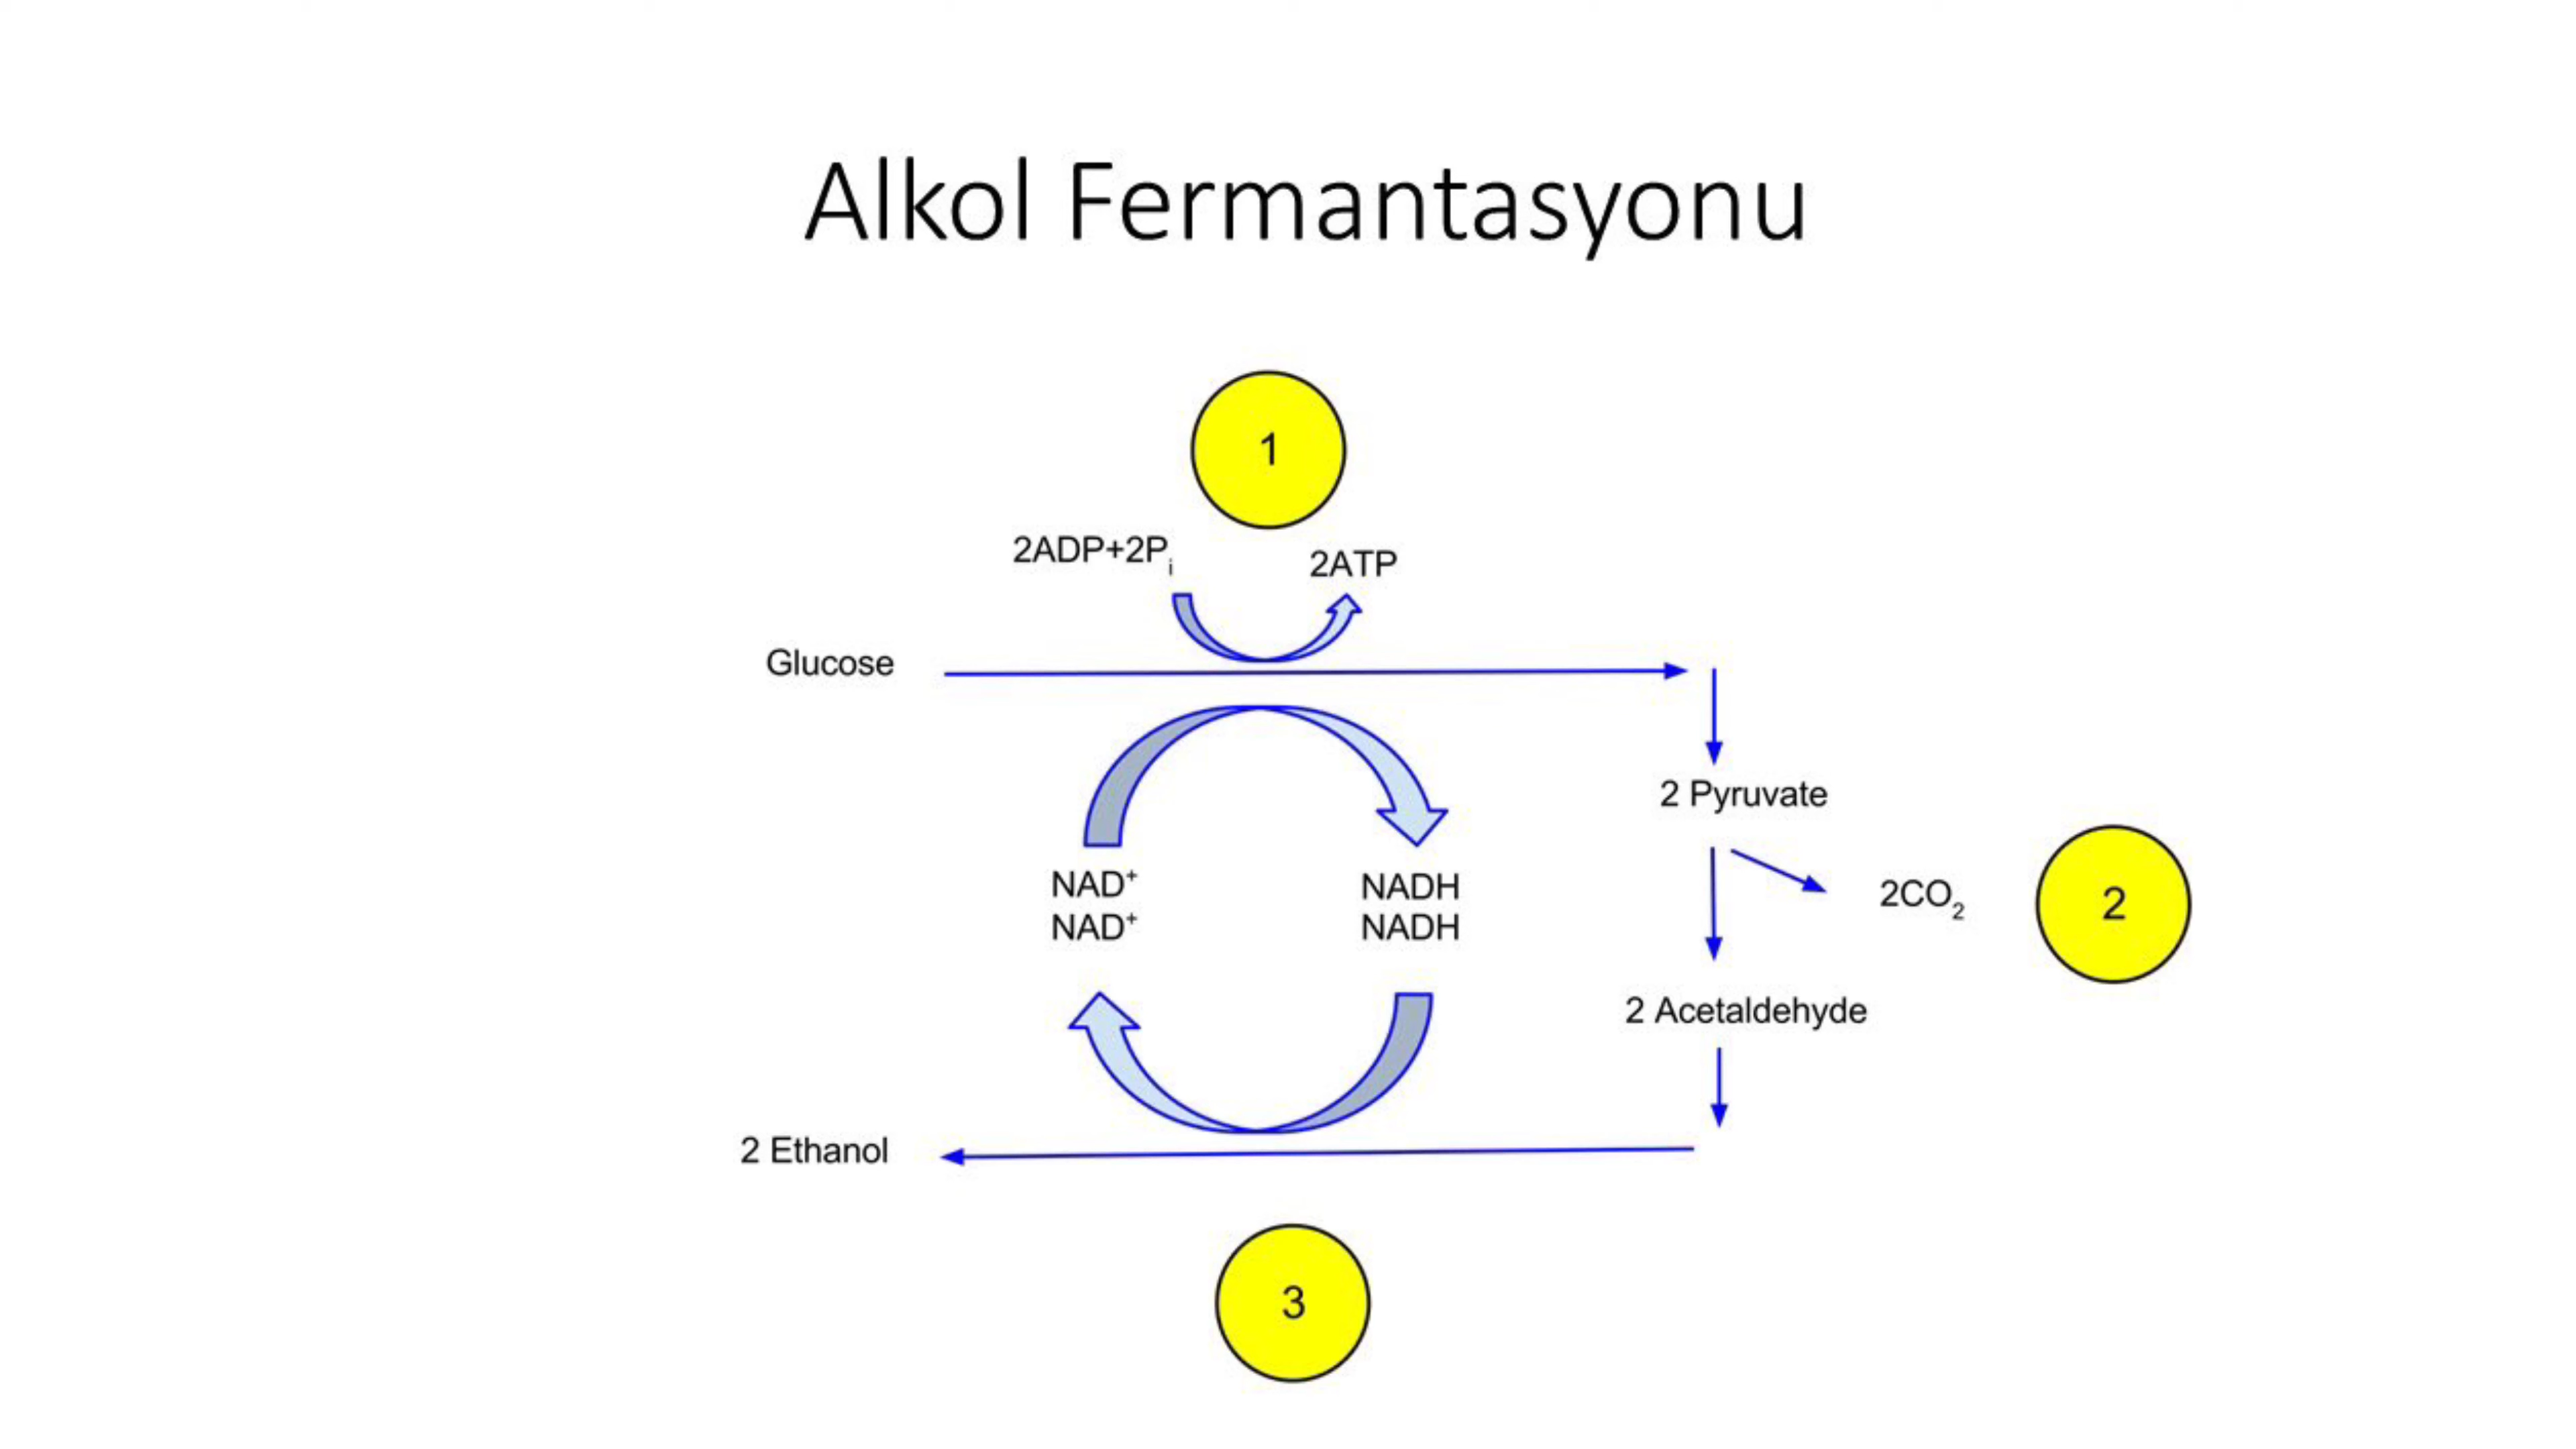 Alkol Fermantasyonu
1
2ADP+2Pi
2ATP
Glucose
2 Pyruvate
NAD+
NAD+
NADH
NADH
2CO2
2
2 Acetaldehyde
2 Ethanol
3